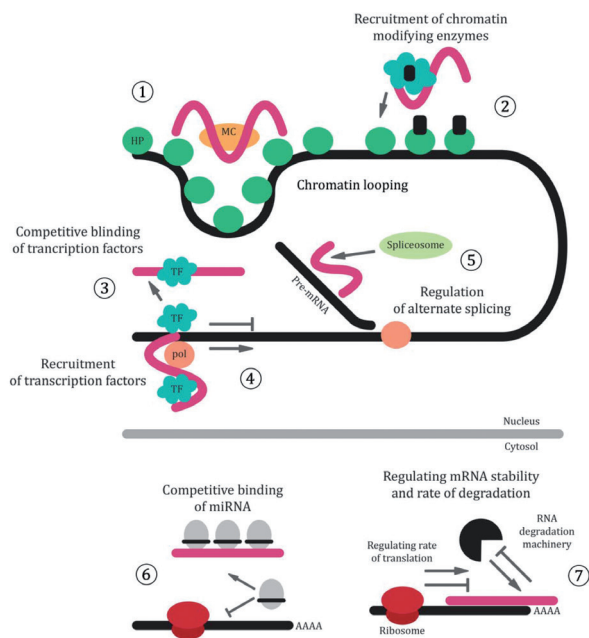 Recruitment of chromatin
modifying enzymes
①
MC
②
HP
Chromatin looping
Competitive blinding
of trancription factors
TF
Spliceosome
⑤
③
Pre-mRNA
Regulation
of alternate splicing
TF
pol
Recruitment
of transcription factors
④
TF
Nucleus
Cytosol
Competitive binding
of miRNA
Regulating mRNA stability
and rate of degradation
RNA
degradation
machinery
Regulating rate
of translation
⑥
⑦
AAAA
AAAA
Ribosome